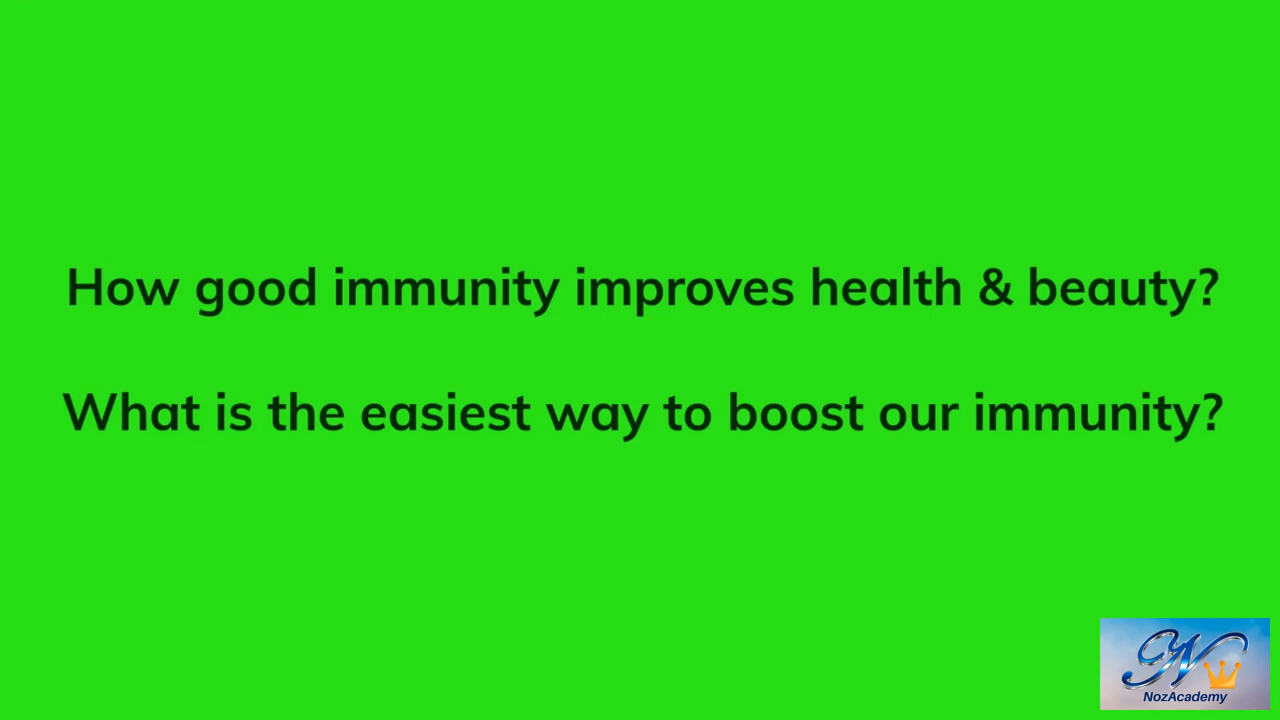 How good immunity improves health & beauty?
What is the easiest way to boost our immunity?
NozAcademy